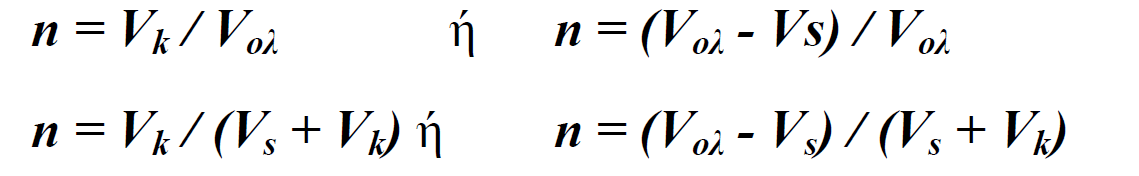 n = Vk / Vολ ή n = (Vολ - Vs) / Vολ
n = Vk / (Vs + Vk) ή n = (Vολ - Vs) / (Vs + Vk)